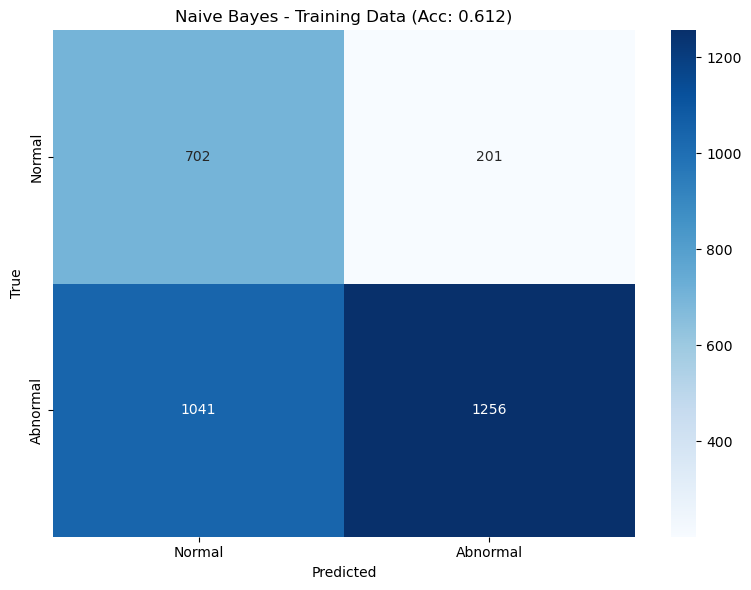 Naive Bayes - Training Data (Acc: 0.612)
Normal
Abnormal
True
702
201
1041
1256
Normal
Abnormal
Predicted
1200
1000
800
600
400